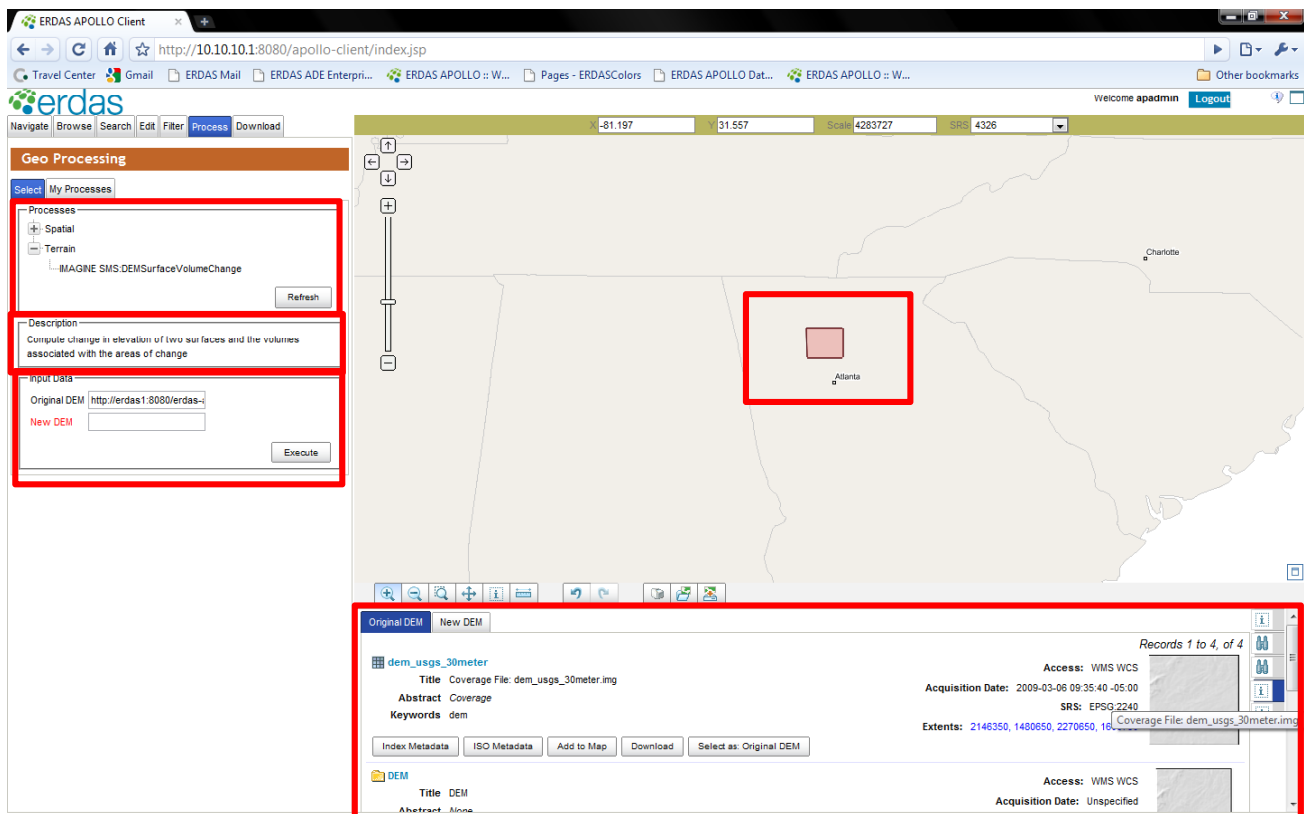 ERDAS APOLLO Client
http://10.10.10.1:8080/apollo-client/index.jsp
Travel Center Gmail ERDAS Mail ERDAS ADE Enterpri... ERDAS APOLLO :: W... Pages - ERDASColors ERDAS APOLLO Dat... ERDAS APOLLO :: W... Other bookmarks
erdas
Welcome apadmin Logout
Navigate Browse Search Edit Filter Process Download
X -81.197 Y 31.557 Scale 4283727 SRS 4326
Geo Processing
Select My Processes
Processes
Spatial
Terrain
IMAGINE SMS:DEMSurfaceVolumeChange
Refresh
Description
Compute change in elevation of two surfaces and the volumes
associated with the areas of change
Input Data
Original DEM http://erdas1:8080/erdas-
New DEM
Execute
Charlotte
Atlanta
Original DEM New DEM
Records 1 to 4, of 4
dem_usgs_30meter
Title Coverage File: dem_usgs_30meter.img
Abstract Coverage
Keywords dem
Access: WMS WCS
Acquisition Date: 2009-03-06 09:35:40 -05:00
SRS: EPSG:2240
Extents: 2146350, 1480650, 2270650,
Coverage File: dem_usgs_30meter.img
Index Metadata ISO Metadata Add to Map Download Select as: Original DEM
DEM
Title DEM
Abstract None
Access: WMS WCS
Acquisition Date: Unspecified